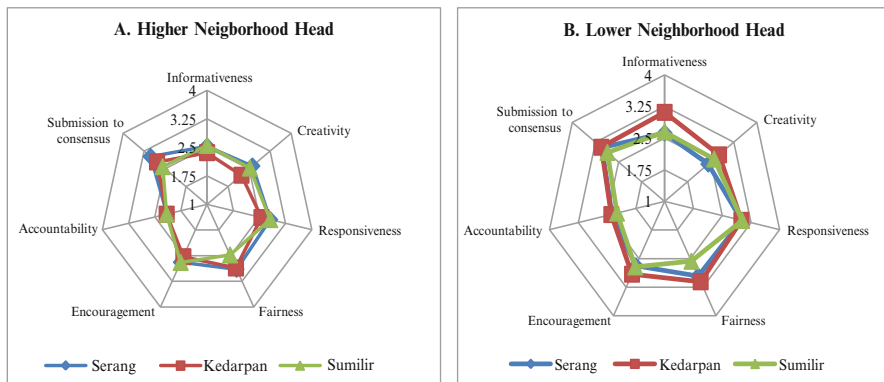 A. Higher Neigborhood Head
Informativeness
4
Submission to
consensus
3.25
Creativity
2.5
1.75
1
Accountability
Responsiveness
Encouragement
Fairness
Serang
Kedarpan
Sumilir
B. Lower Neighborhood Head
Informativeness
4
Submission to
consensus
3.25
Creativity
2.5
1.75
1
Accountability
Responsiveness
Encouragement
Fairness
Serang
Kedarpan
Sumilir